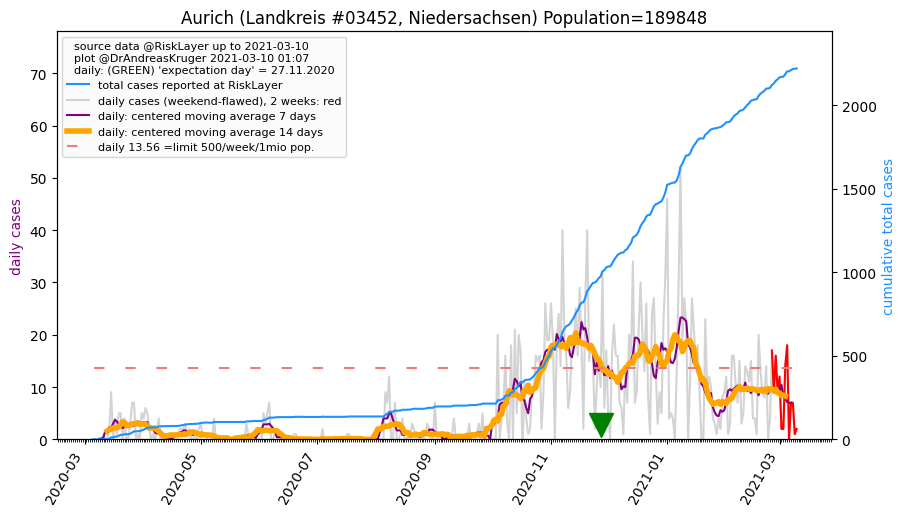 Aurich (Landkreis #03452, Niedersachsen) Population=189848
source data @RiskLayer up to 2021-03-10
plot @DrAndreasKruger 2021-03-10 01:07
daily: (GREEN) 'expectation day' = 27.11.2020
total cases reported at RiskLayer
daily cases (weekend-flawed), 2 weeks: red
daily: centered moving average 7 days
daily: centered moving average 14 days
daily 13.56 =limit 500/week/1mio pop.
daily cases
70
60
50
40
30
20
10
0
cumulative total cases
2000
1500
1000
500
0
2020-03
2020-05
2020-07
2020-09
2020-11
2021-01
2021-03